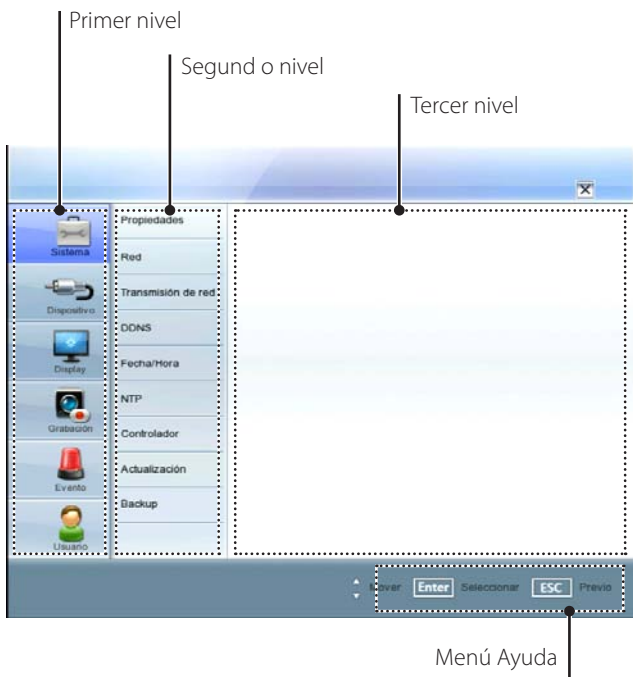 Primer nivel
Segund o nivel
Tercer nivel
Sistema
Dispositivo
Display
Grabación
Evento
Usuario
Propiedades
Red
Transmisión de red
DDNS
Fecha/Hora
NTP
Controlador
Actualización
Backup
Mover Enter Seleccionar ESC Previo
Menú Ayuda